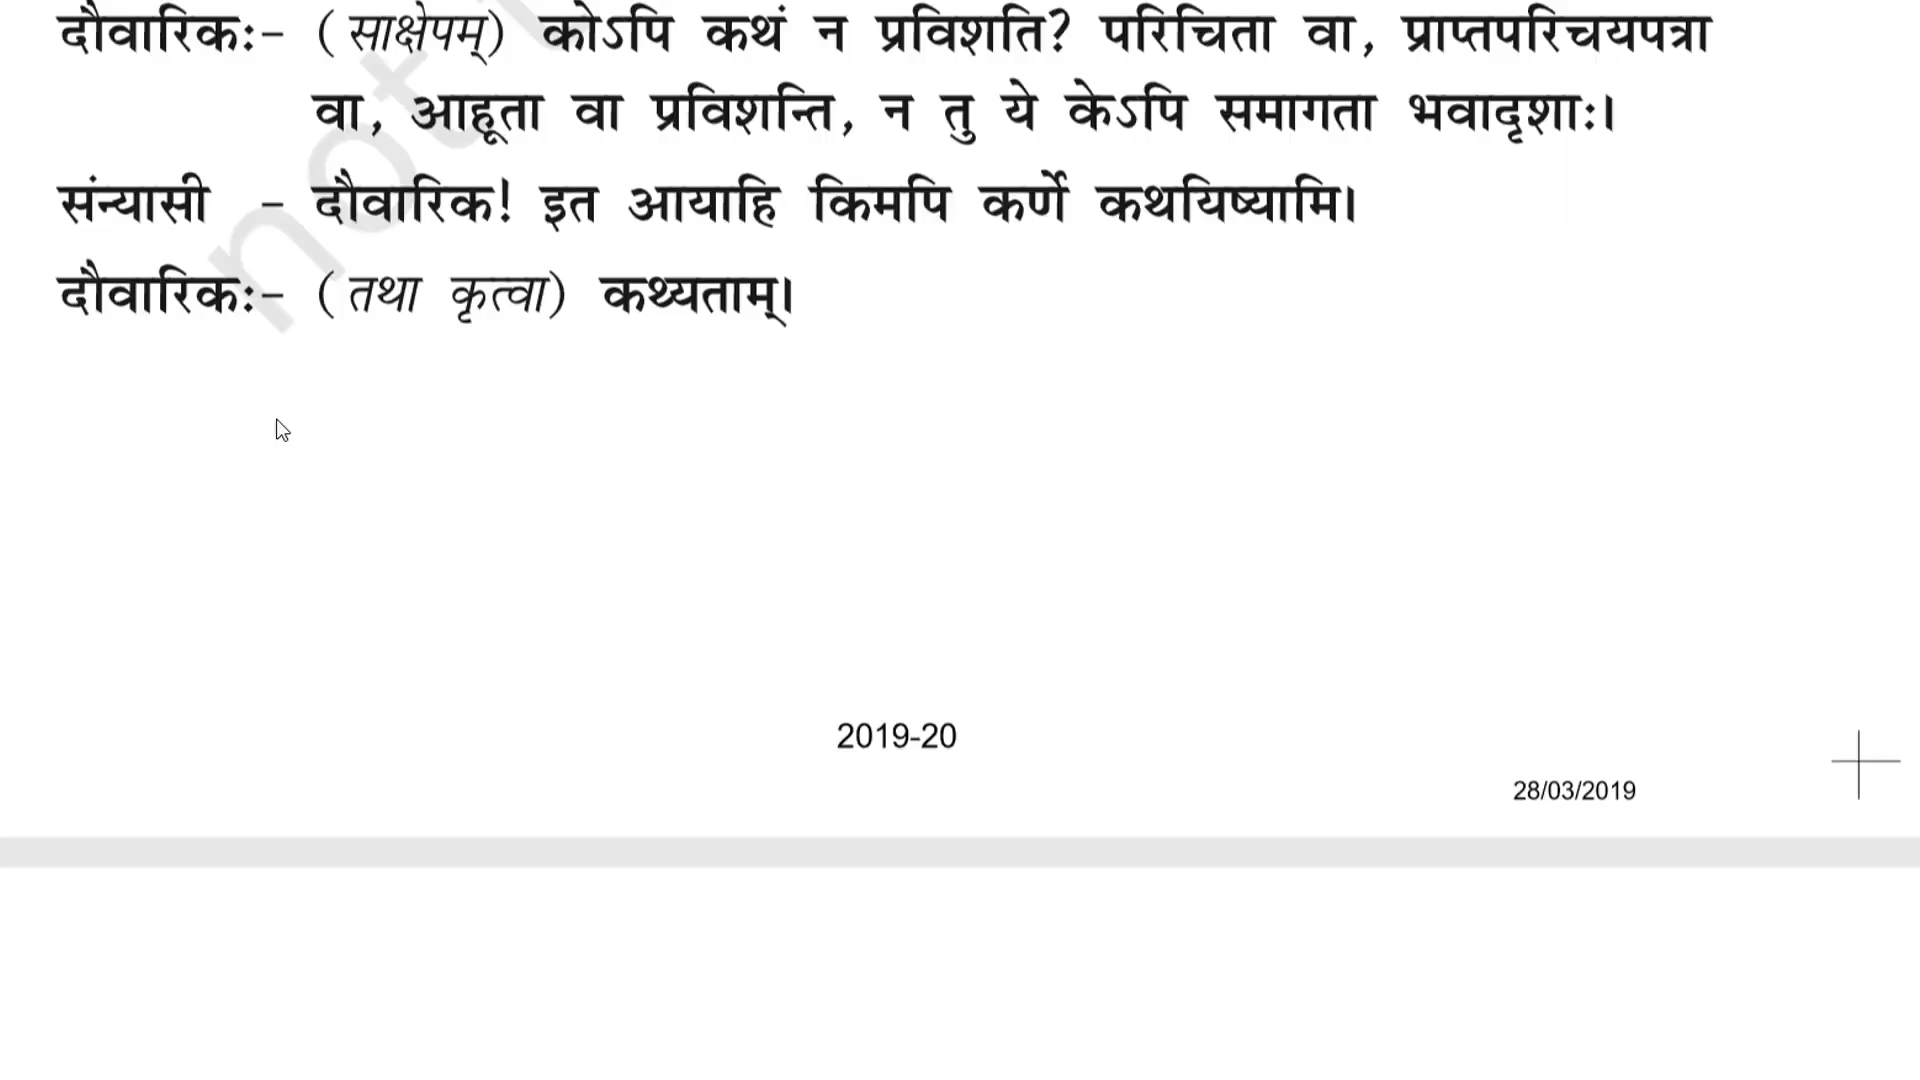 दौवारिकः- (साक्षेपम्) कोऽपि कथं न प्रविशति? परिचिता वा, प्राप्तपरिचयपत्रा
वा, आहूता वा प्रविशन्ति, न तु ये केऽपि समागता भवादृशाः।
संन्यासी - दौवारिक! इत आयाहि किमपि कर्णे कथयिष्यामि।
दौवारिकः- (तथा कृत्वा) कथ्यताम्।
not
2019-20
28/03/2019